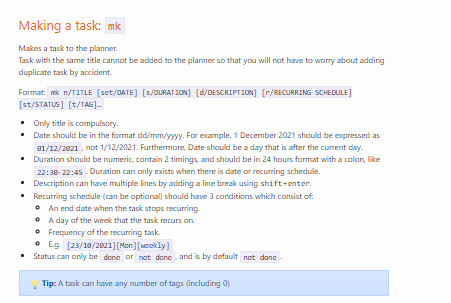 Making a task: mk
Makes a task to the planner.
Task with the same title cannot be added to the planner so that you will not have to worry about adding
duplicate task by accident.
Format: mk n/TITLE [set/DATE] [s/DURATION] [d/DESCRIPTION] [r/RECURRING SCHEDULE]
[st/STATUS] [t/TAG]…
• Only title is compulsory.
• Date should be in the format dd/mm/yyyy. For example, 1 December 2021 should be expressed as
01/12/2021 , not 1/12/2021. Furthermore, Date should be a day that is after the current day.
• Duration should be numeric, contain 2 timings, and should be in 24 hours format with a colon, like
22:30-22:45 . Duration can only exists when there is date or recurring schedule.
• Description can have multiple lines by adding a line break using shift+enter.
• Recurring schedule (can be optional) should have 3 conditions which consist of:
○ An end date when the task stops recurring.
○ A day of the week that the task recurs on.
○ Frequency of the recurring task.
○ E.g. [23/10/2021][Mon][weekly]
• Status can only be done or not done , and is by default not done .
Tip: A task can have any number of tags (including 0)